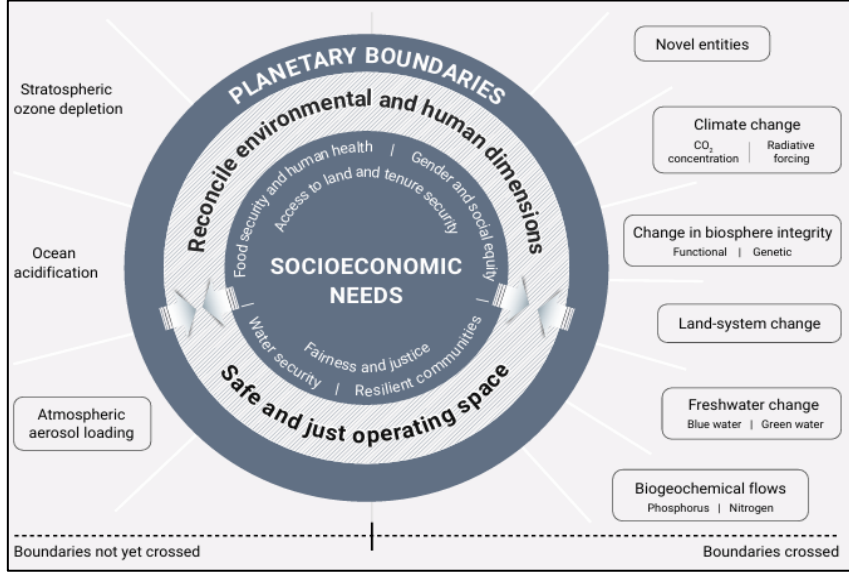 PLANETARY BOUNDARIES
Reconcile environmental and human dimensions
Food security and human health | Gender and social equity
Access to land and tenure security
SOCIOECONOMIC
NEEDS
Fairness and justice
| Water security | Resilient communities |
Safe and just operating space
Stratospheric
ozone depletion
Ocean
acidification
Atmospheric
aerosol loading
Novel entities
Climate change
CO₂
concentration | Radiative
forcing
Change in biosphere integrity
Functional | Genetic
Land-system change
Freshwater change
Blue water | Green water
Biogeochemical flows
Phosphorus | Nitrogen
Boundaries not yet crossed
Boundaries crossed